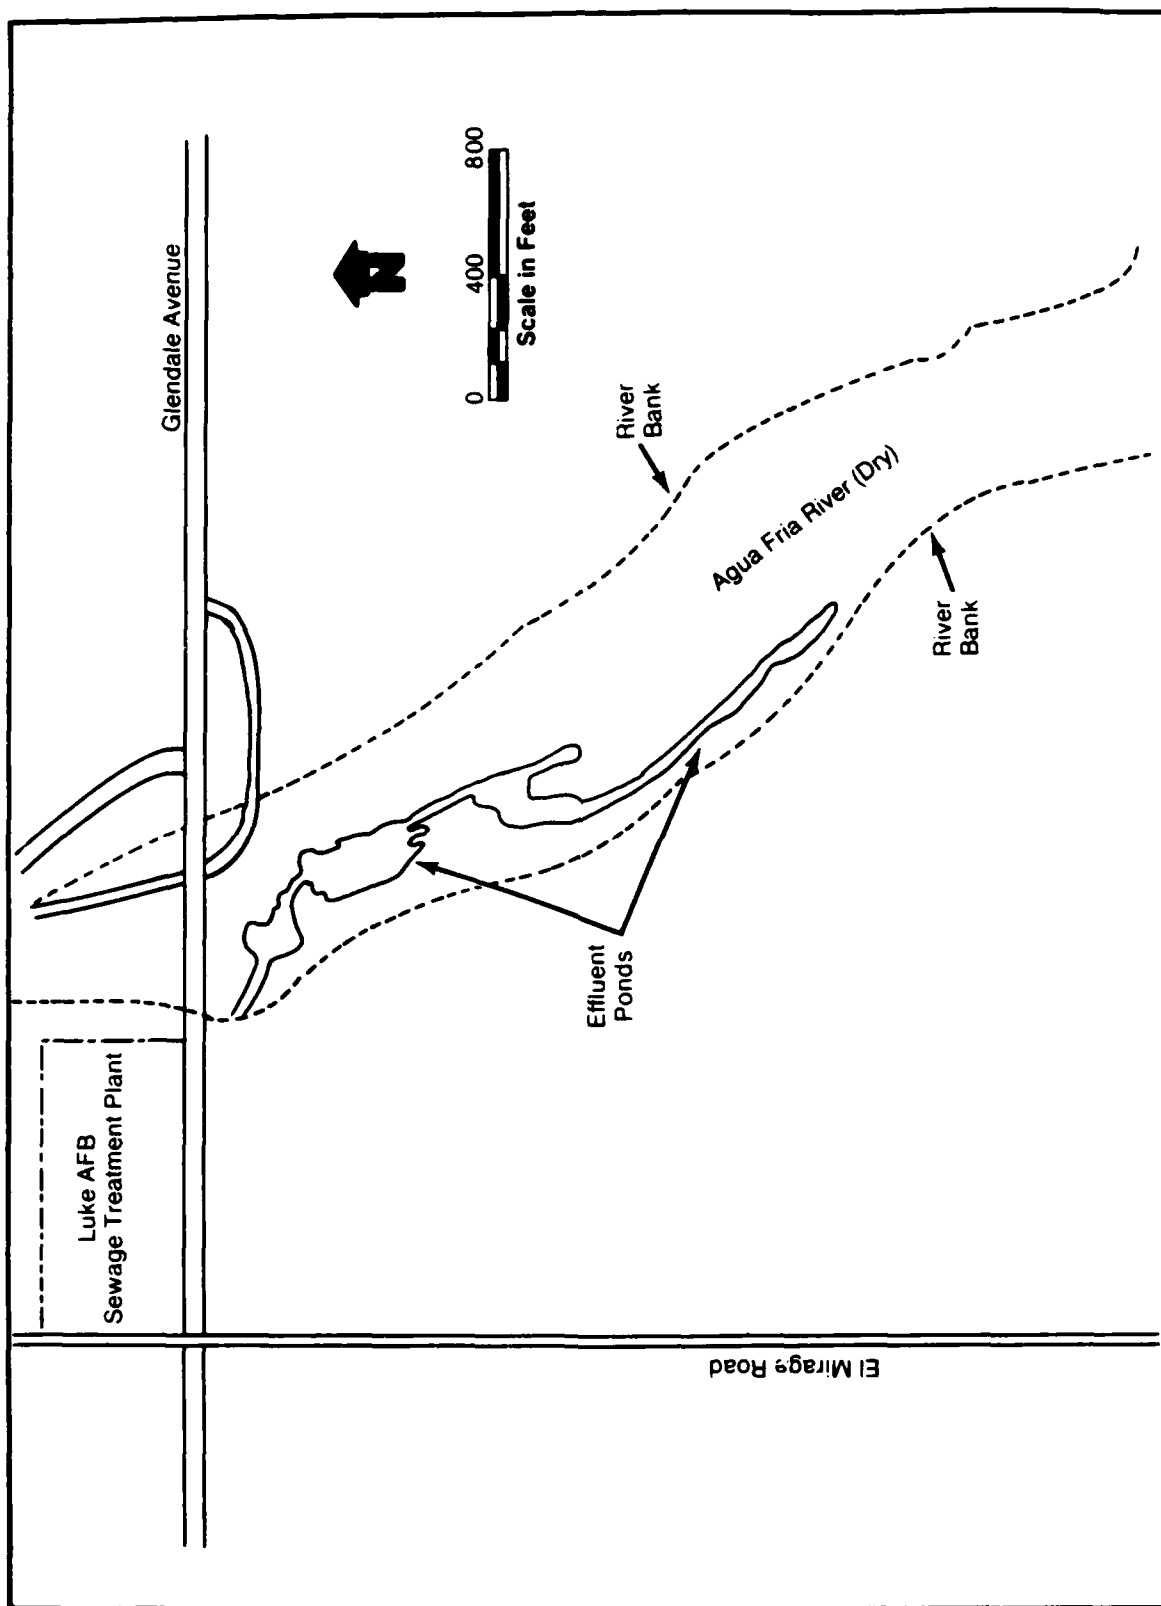 Luke AFB
Sewage Treatment Plant
Glendale Avenue
N
0 400 800
Scale in Feet
River
Bank
Agua Fria River (Dry)
Effluent
Ponds
River
Bank
El Mirage Road